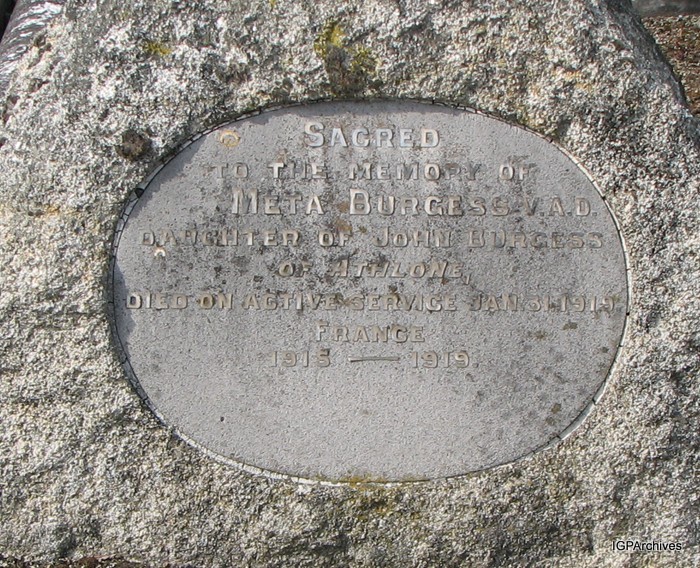 SACRED
TO THE MEMORY OF
META BURGESS V.A.D.
DAUGHTER OF JOHN BURGESS
OF ATHLONE,
DIED ON ACTIVE SERVICE JAN. 31. 1919
FRANCE
1915 — 1919.
IGPArchives